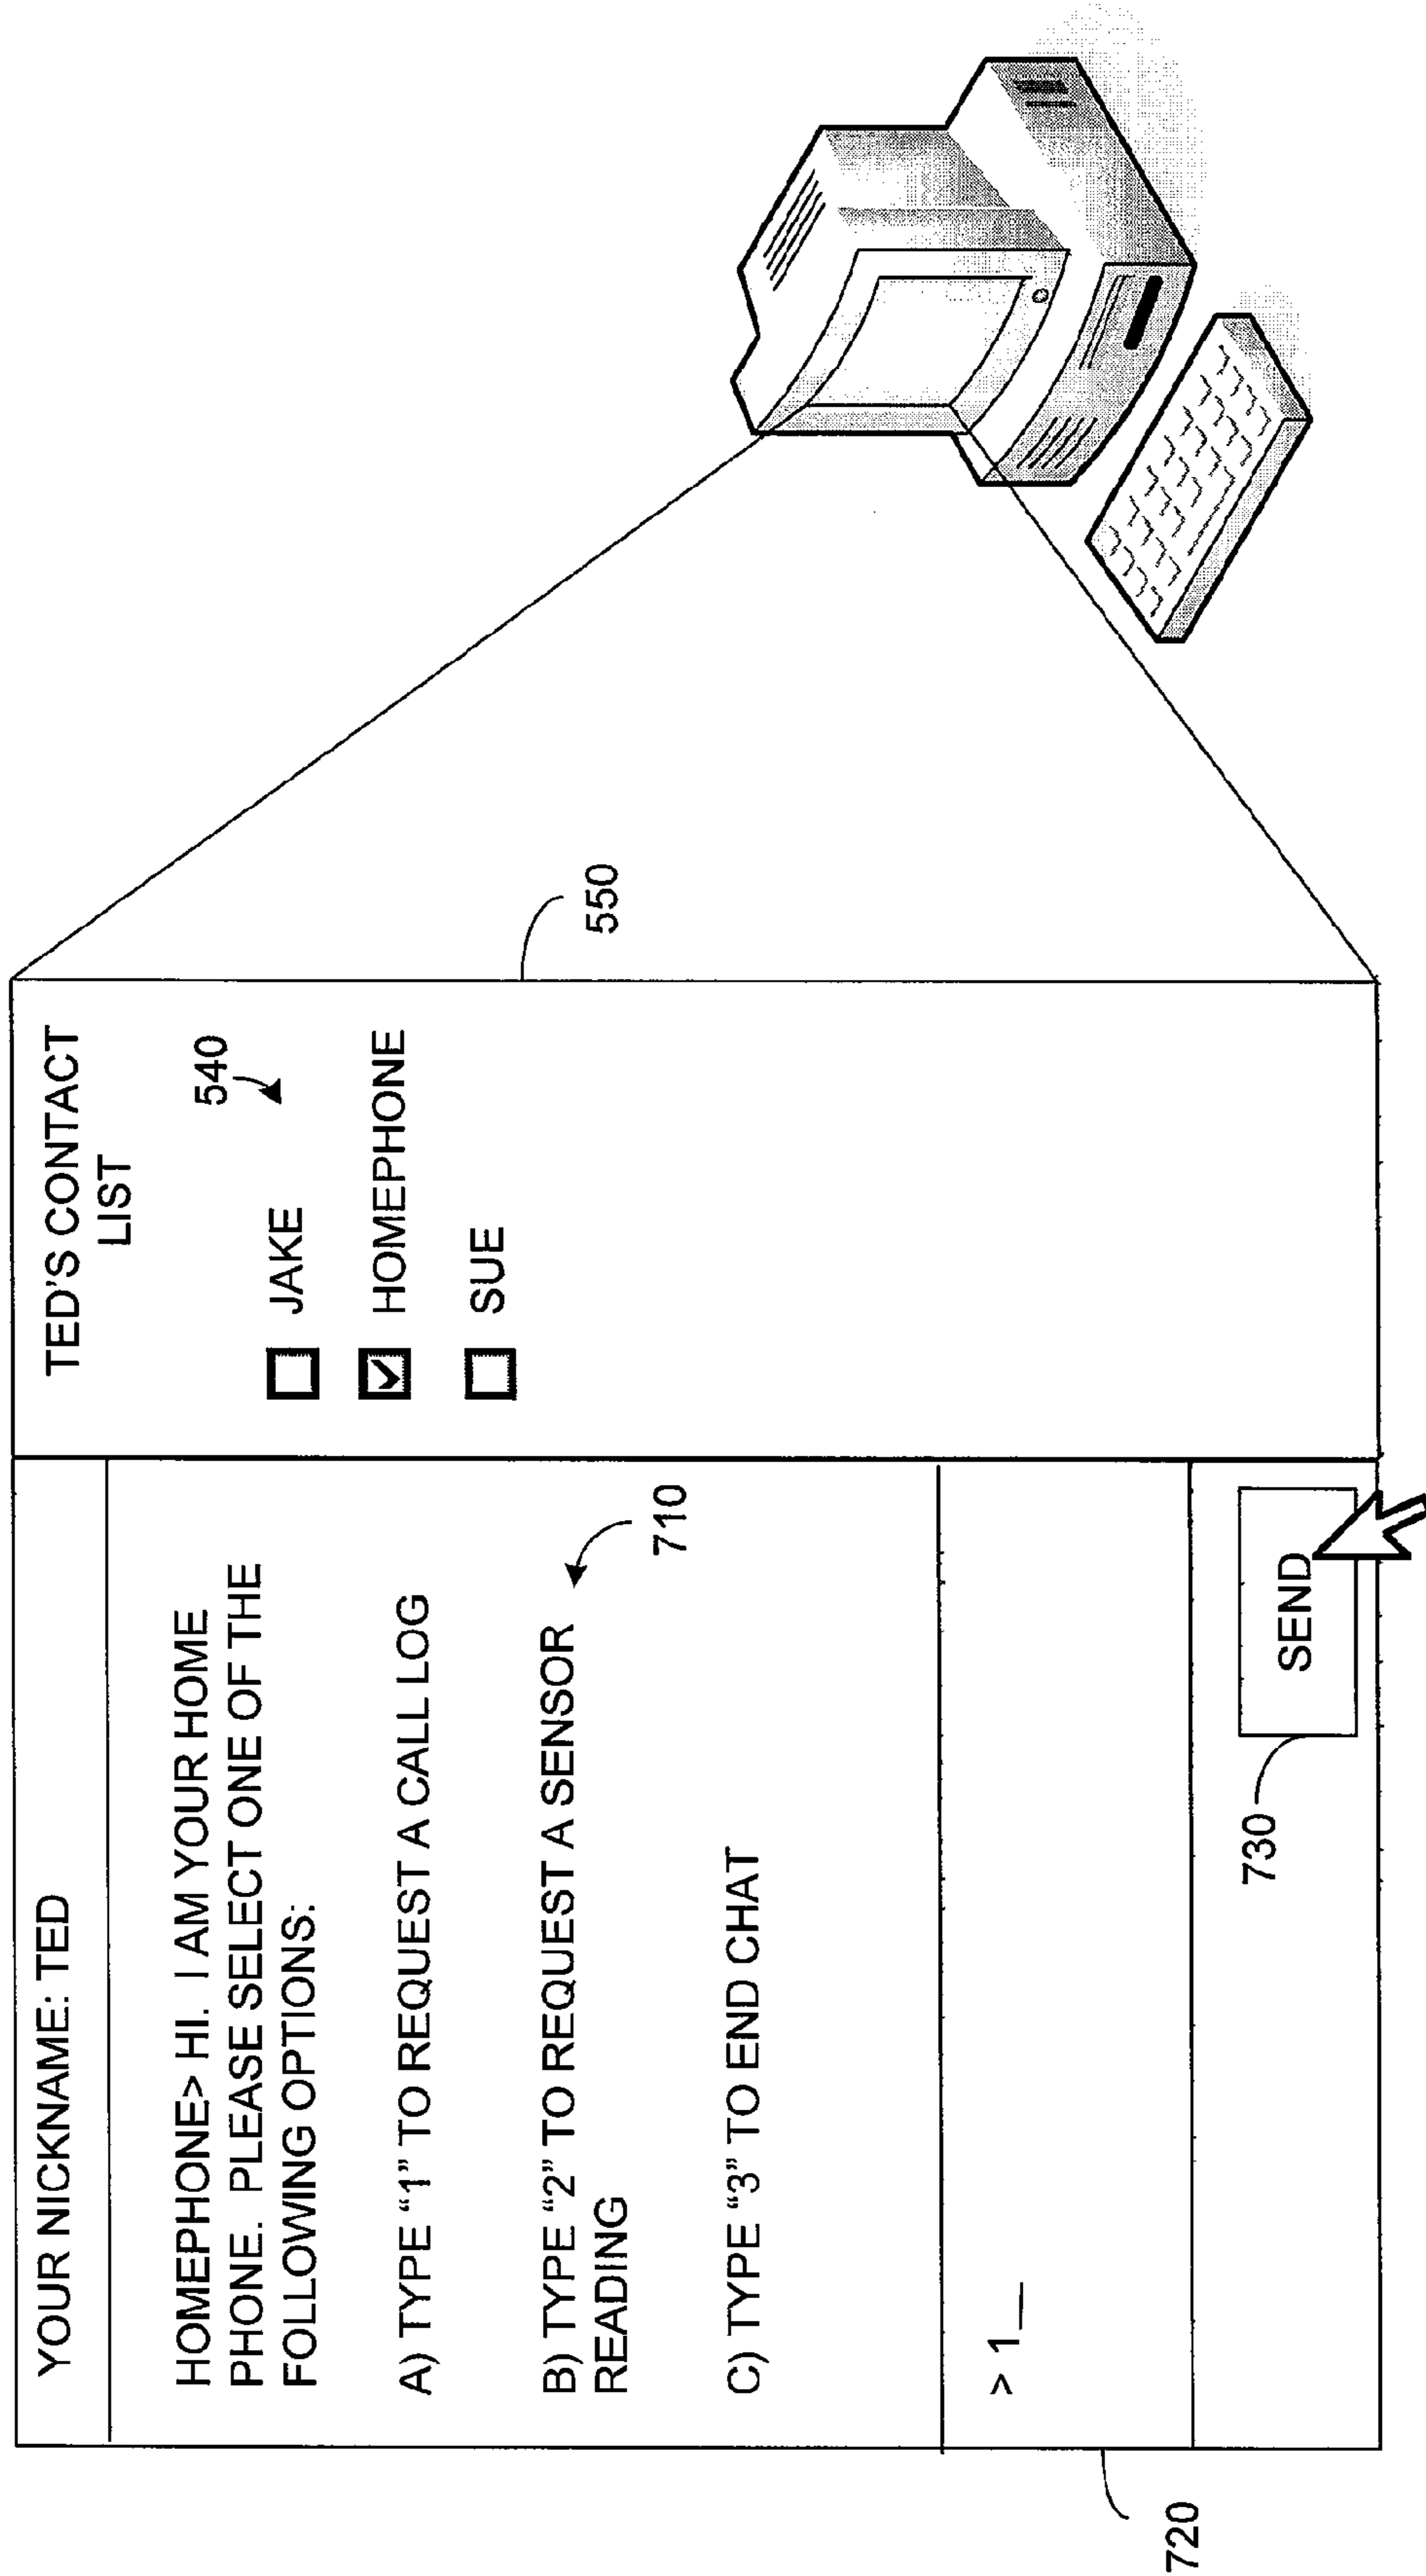 YOUR NICKNAME: TED
HOMEPHONE> HI. I AM YOUR HOME
PHONE. PLEASE SELECT ONE OF THE
FOLLOWING OPTIONS:
A) TYPE “1” TO REQUEST A CALL LOG
B) TYPE “2” TO REQUEST A SENSOR
READING
710
C) TYPE “3” TO END CHAT
> 1_
720
730
SEND
TED'S CONTACT
LIST
540
JAKE
HOMEPHONE
SUE
550